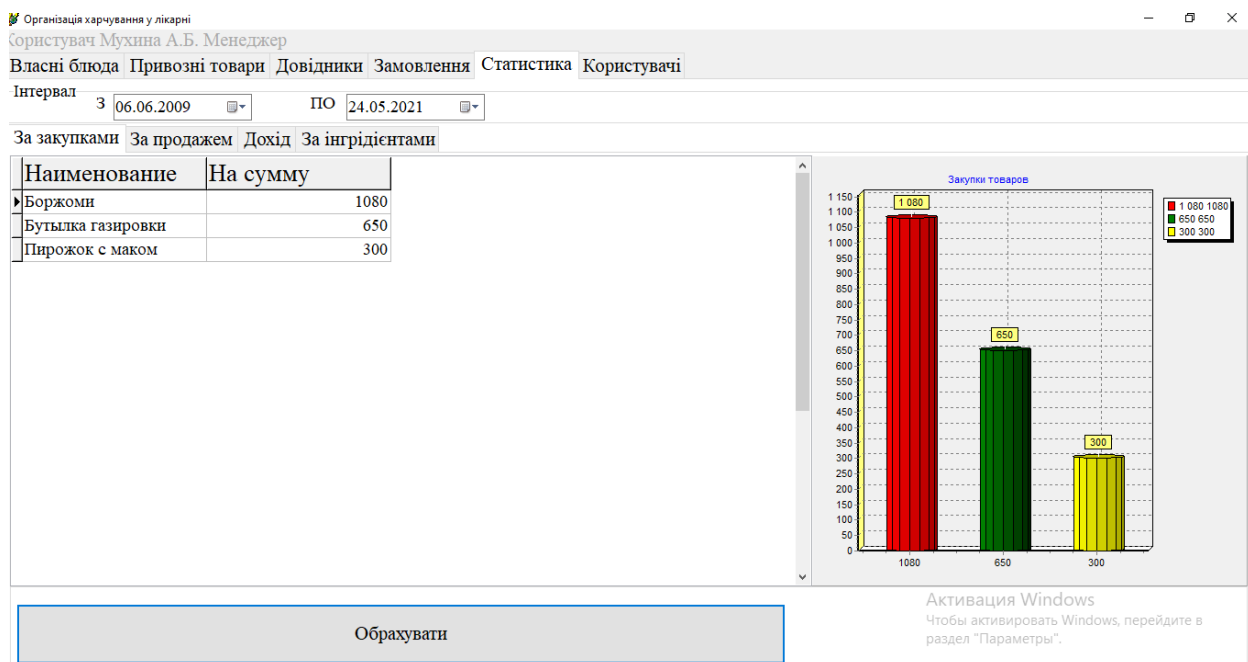 Організація харчування у лікарні
Користувач Мухина А.Б. Менеджер
Власні блюда Привозні товари Довідники Замовлення Статистика Користувачі
Інтервал
З 06.06.2009 ПО 24.05.2021
За закупками За продажем Дохід За інгрідієнтами
Наименование На сумму
Боржоми 1080
Бутылка газировки 650
Пирожок с маком 300
Закупки товаров
1 150
1 100
1 050
1 000
950
900
850
800
750
700
650
600
550
500
450
400
350
300
250
200
150
100
50
0
1 080
650
300
1080 650 300
1 080 1080
650 650
300 300
Обрахувати
Активация Windows
Чтобы активировать Windows, перейдите в
раздел "Параметры".